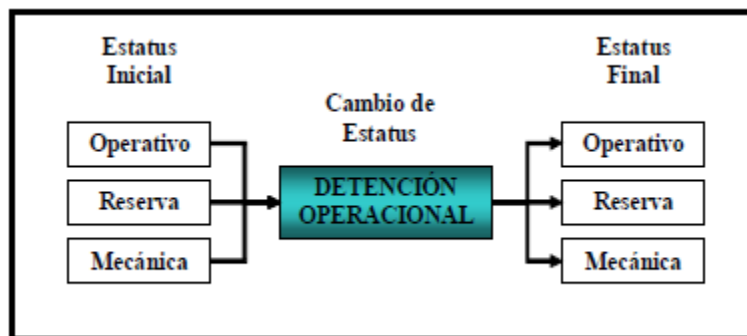 Estatus
Inicial
Operativo
Reserva
Mecánica
Cambio de
Estatus
DETENCIÓN
OPERACIONAL
Estatus
Final
Operativo
Reserva
Mecánica